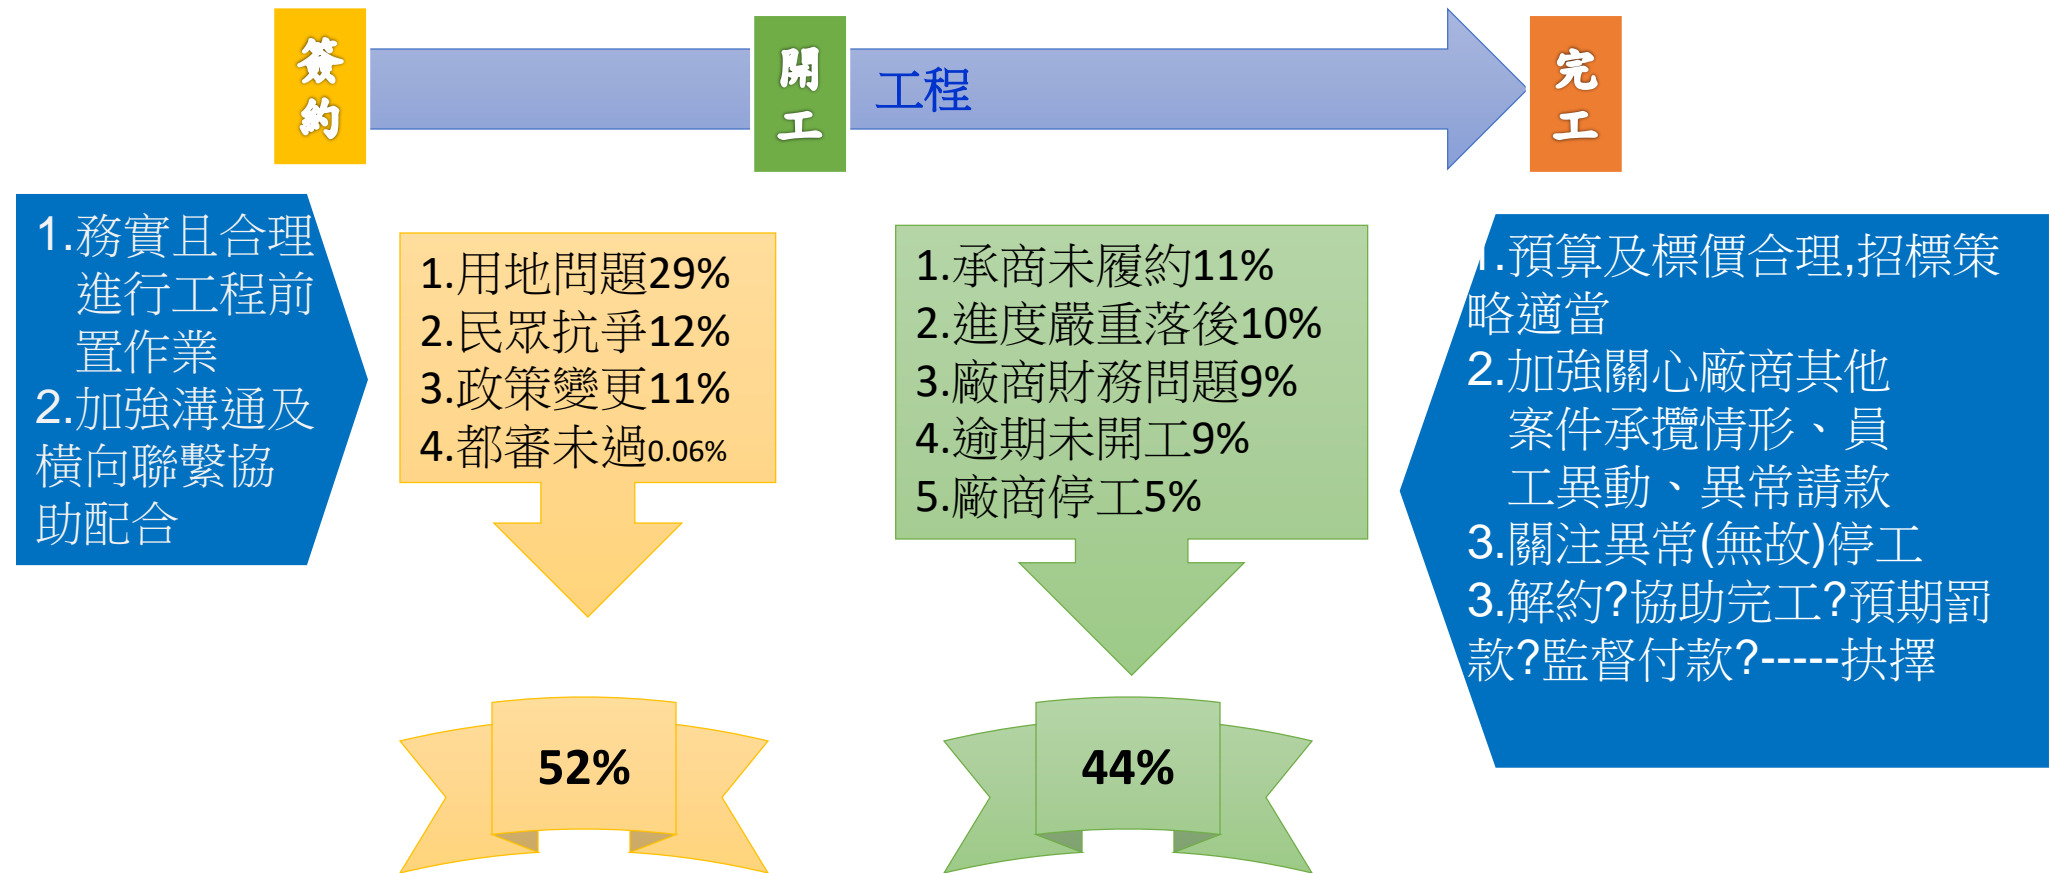 簽約
開工
工程
完工
1.務實且合理
進行工程前
置作業
2.加強溝通及
橫向聯繫協
助配合
1.用地問題29%
2.民眾抗爭12%
3.政策變更11%
4.都審未過0.06%
52%
1.承商未履約11%
2.進度嚴重落後10%
3.廠商財務問題9%
4.逾期未開工9%
5.廠商停工5%
44%
1.預算及標價合理,招標策
略適當
2.加強關心廠商其他
案件承攬情形、員
工異動、異常請款
3.關注異常(無故)停工
3.解約?協助完工?預期罰
款?監督付款?-----抉擇